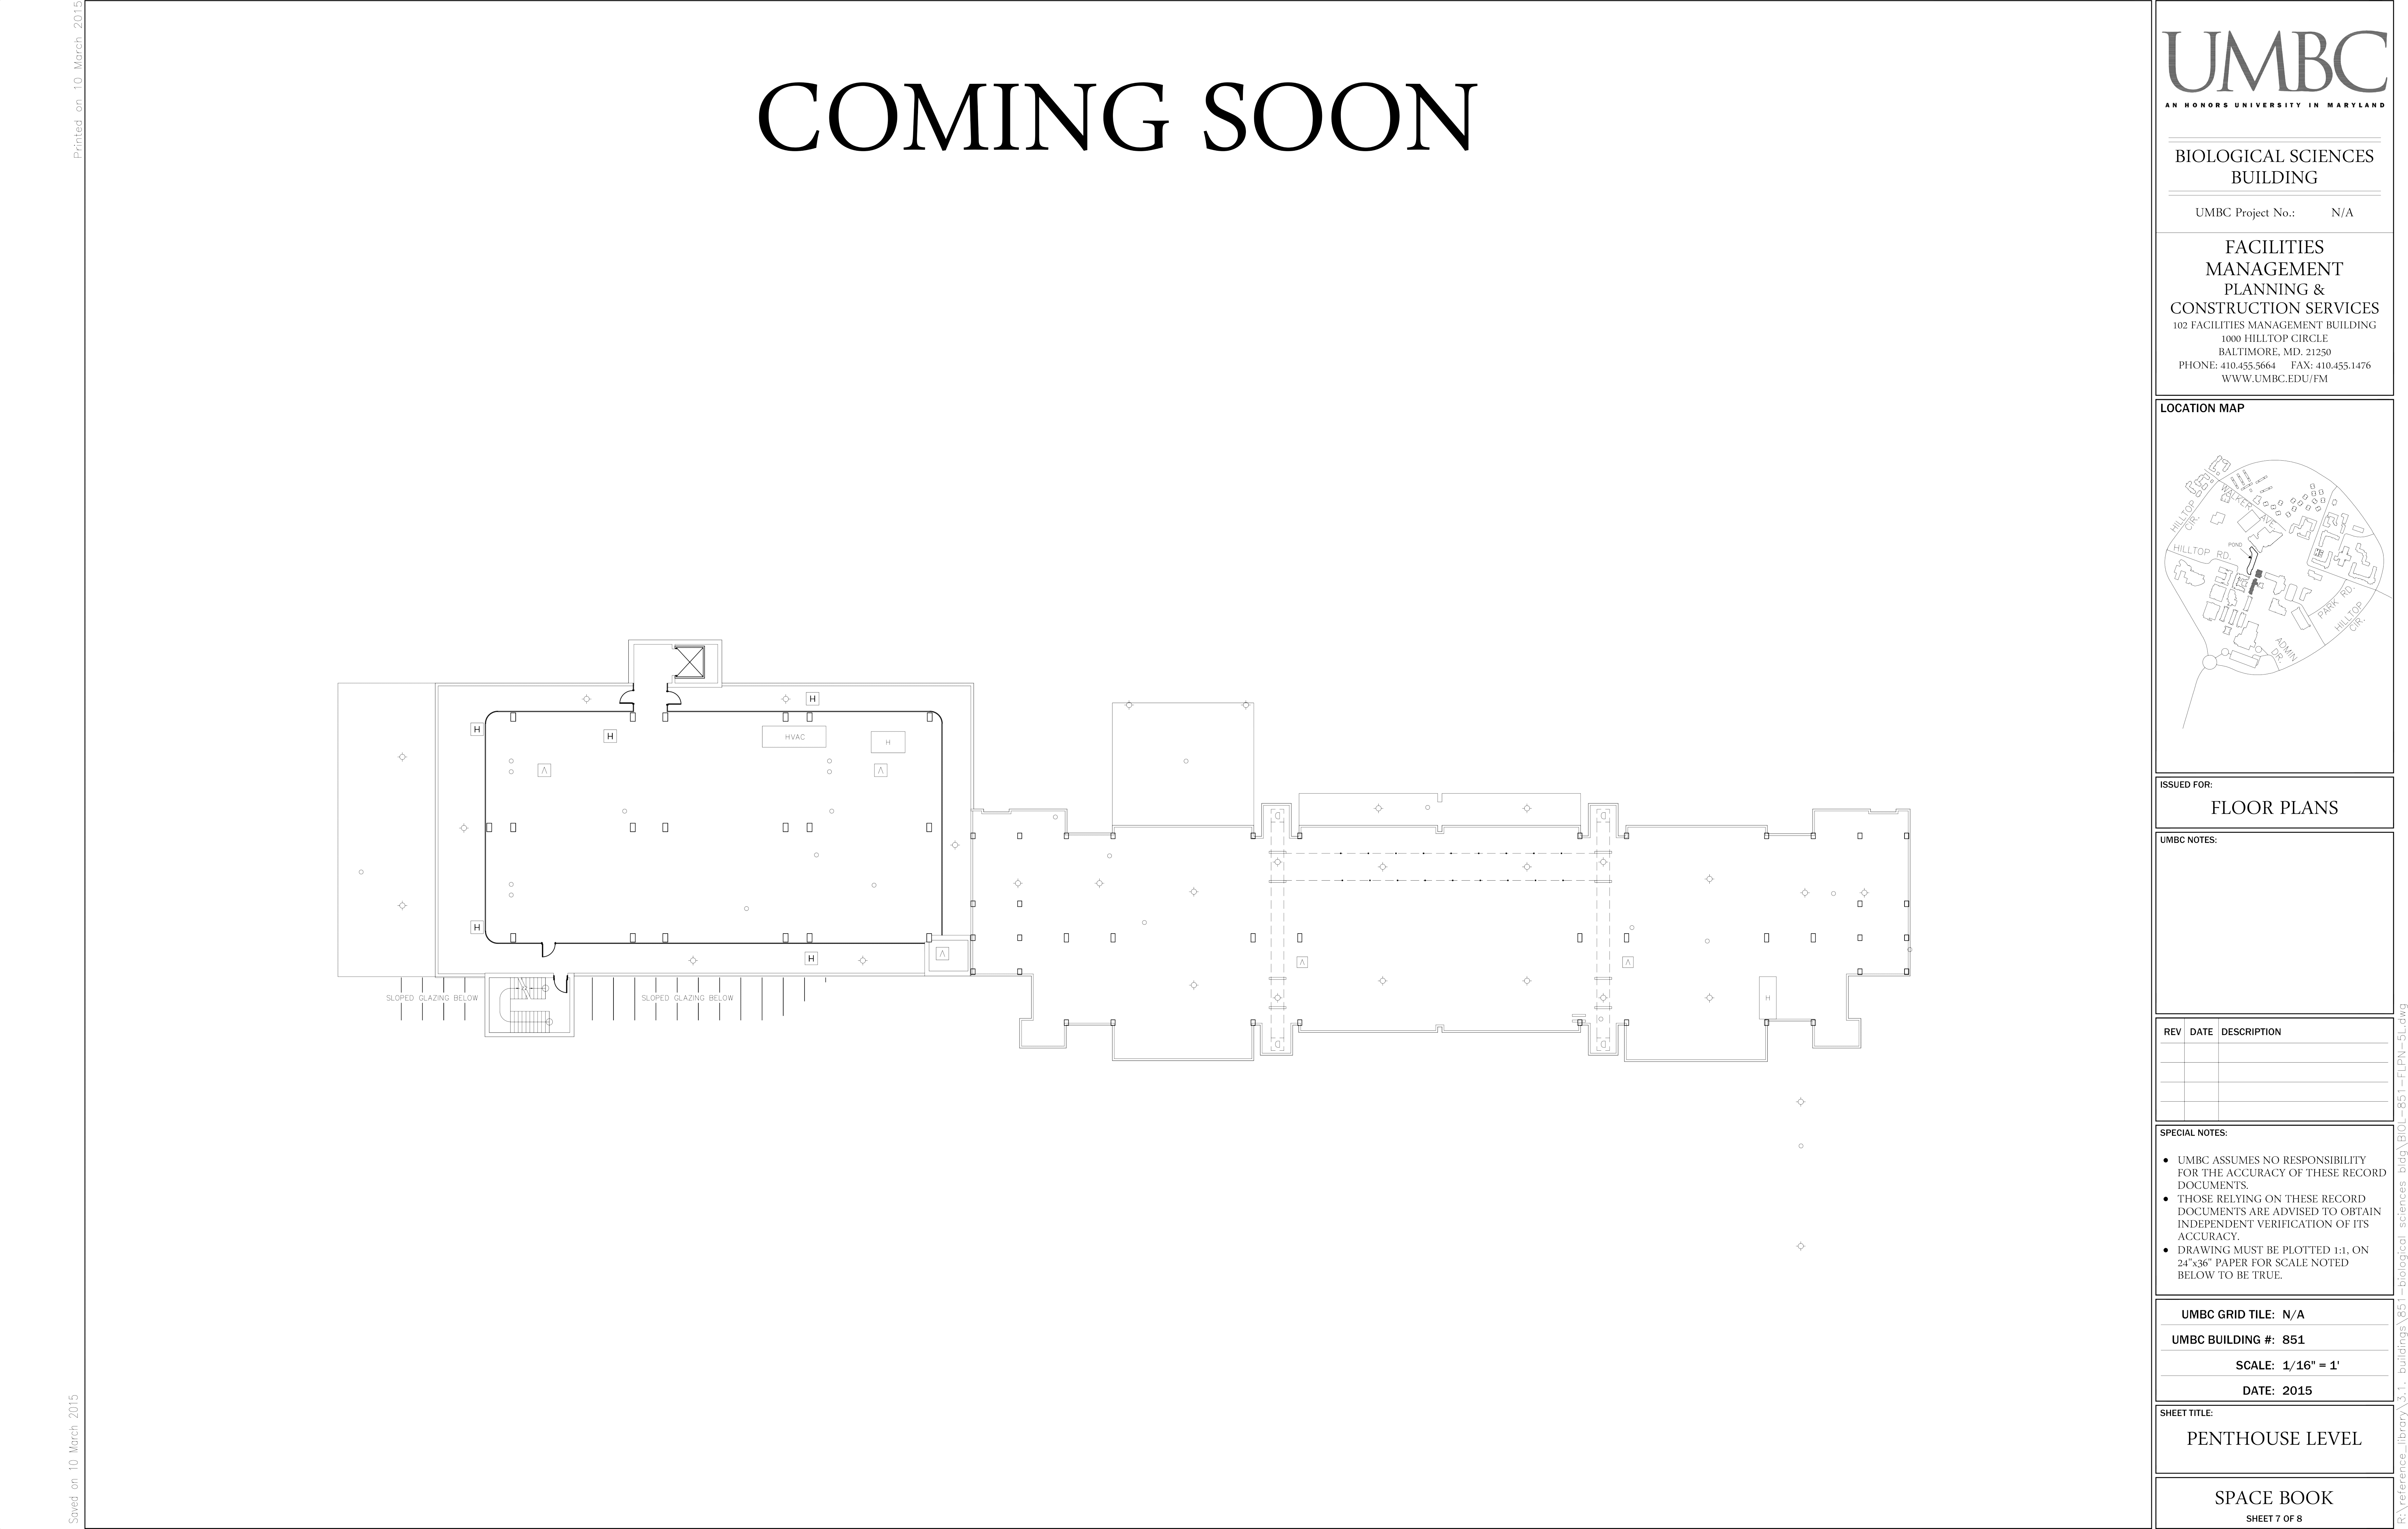 Printed on 10 March 2015
COMING SOON
HVAC
H
H
H
H
H
H
H
D
D
D
D
H
SLOPED GLAZING BELOW
SLOPED GLAZING BELOW
Saved on 10 March 2015
UMBC
AN HONORS UNIVERSITY IN MARYLAND
BIOLOGICAL SCIENCES
BUILDING
UMBC Project No.: N/A
FACILITIES
MANAGEMENT
PLANNING &
CONSTRUCTION SERVICES
102 FACILITIES MANAGEMENT BUILDING
1000 HILLTOP CIRCLE
BALTIMORE, MD. 21250
PHONE: 410.455.5664 FAX: 410.455.1476
WWW.UMBC.EDU/FM
LOCATION MAP
WALKER AVE.
HILLTOP
CIR.
POND
HILLTOP RD.
PARK RD.
HILLTOP
CIR.
ADMIN
DR.
ISSUED FOR:
FLOOR PLANS
UMBC NOTES:
REV DATE DESCRIPTION
SPECIAL NOTES:
● UMBC ASSUMES NO RESPONSIBILITY
FOR THE ACCURACY OF THESE RECORD
DOCUMENTS.
● THOSE RELYING ON THESE RECORD
DOCUMENTS ARE ADVISED TO OBTAIN
INDEPENDENT VERIFICATION OF ITS
ACCURACY.
● DRAWING MUST BE PLOTTED 1:1, ON
24"x36" PAPER FOR SCALE NOTED
BELOW TO BE TRUE.
UMBC GRID TILE: N/A
UMBC BUILDING #: 851
SCALE: 1/16" = 1'
DATE: 2015
SHEET TITLE:
PENTHOUSE LEVEL
SPACE BOOK
SHEET 7 OF 8
R:\reference_library\3.1. buildings\851-biological sciences bldg\BIOL-851-FLPN-5L.dwg